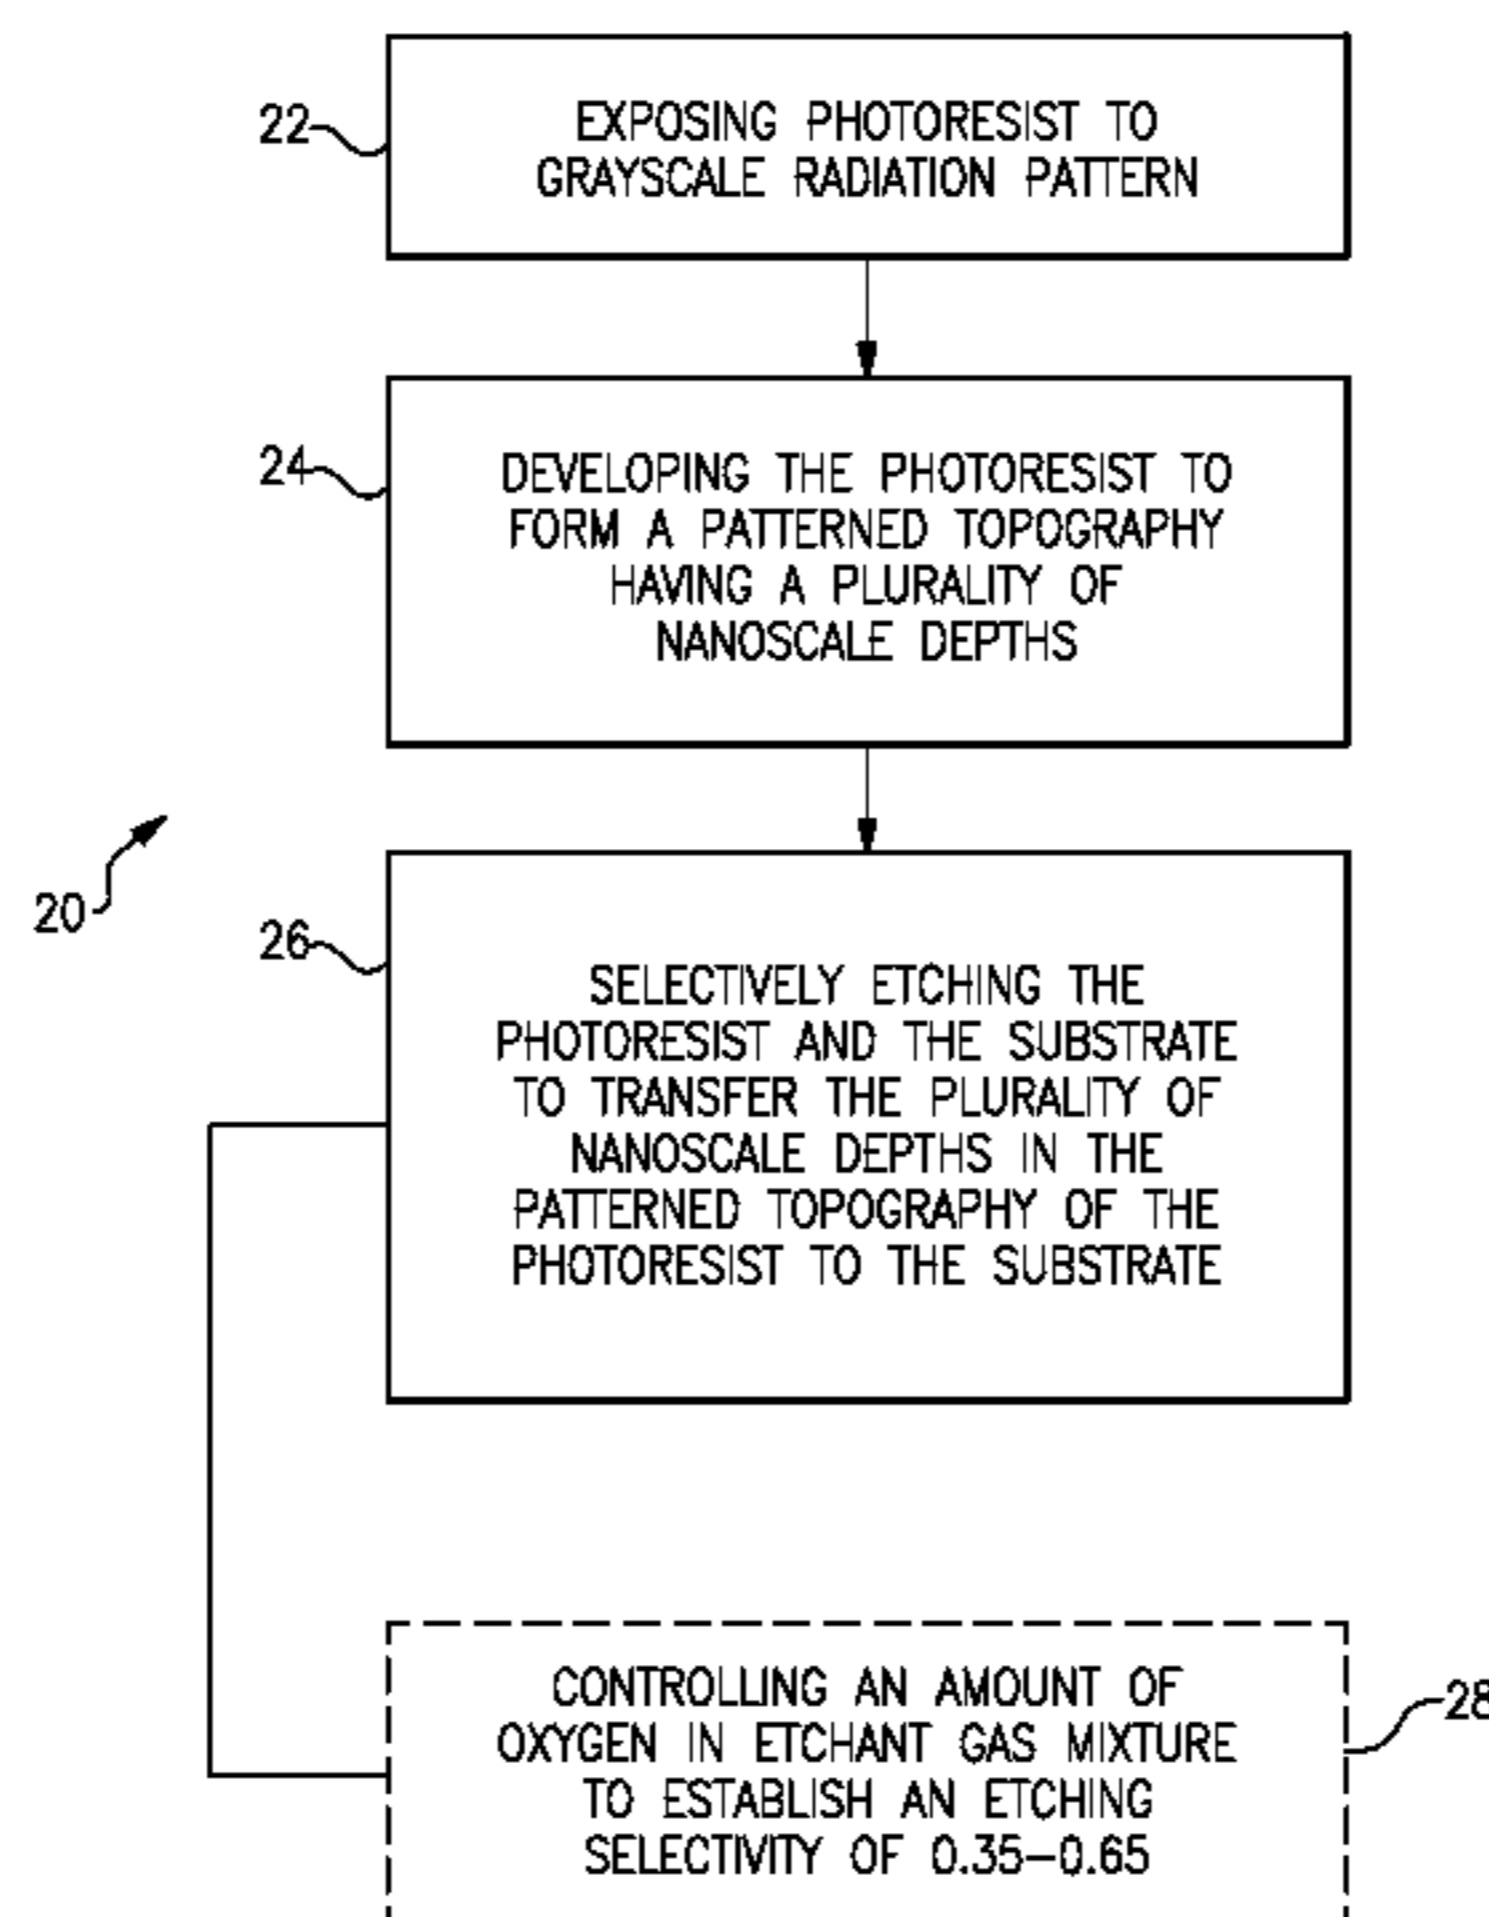 22
EXPOSING PHOTORESIST TO
GRAYSCALE RADIATION PATTERN
24
DEVELOPING THE PHOTORESIST TO
FORM A PATTERNED TOPOGRAPHY
HAVING A PLURALITY OF
NANOSCALE DEPTHS
20
26
SELECTIVELY ETCHING THE
PHOTORESIST AND THE SUBSTRATE
TO TRANSFER THE PLURALITY OF
NANOSCALE DEPTHS IN THE
PATTERNED TOPOGRAPHY OF THE
PHOTORESIST TO THE SUBSTRATE
CONTROLLING AN AMOUNT OF
OXYGEN IN ETCHANT GAS MIXTURE
TO ESTABLISH AN ETCHING
SELECTIVITY OF 0.35-0.65
28